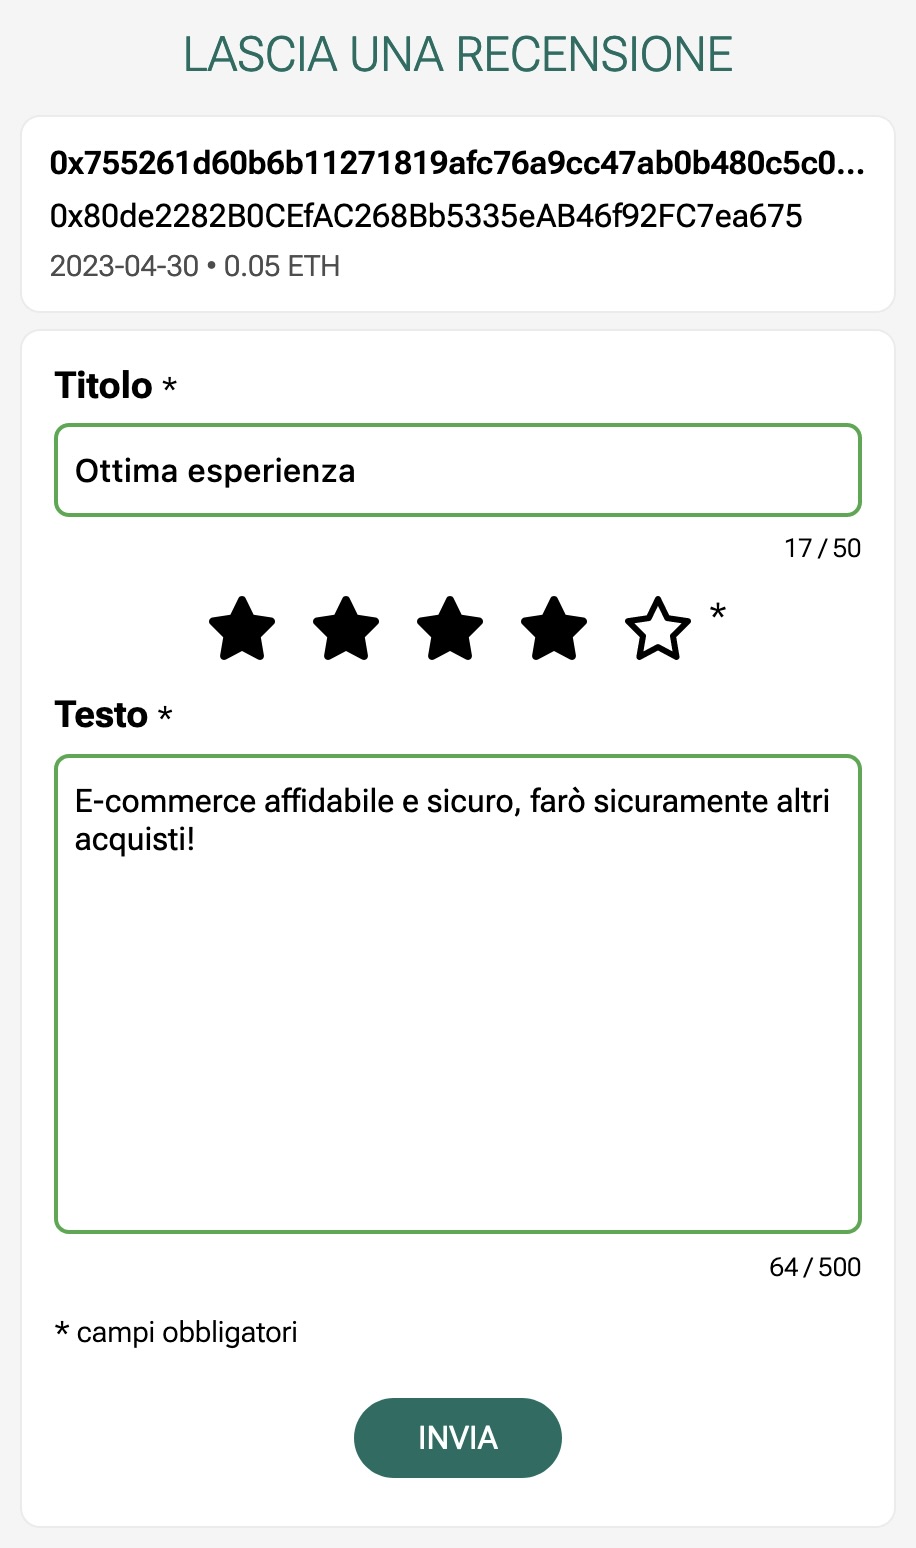 LASCIA UNA RECENSIONE
0x755261d60b6b11271819afc76a9cc47ab0b480c5c0...
0x80de2282B0CEfAC268Bb5335eAB46f92FC7ea675
2023-04-30 • 0.05 ETH
Titolo *
Ottima esperienza
17 / 50
*
Testo *
E-commerce affidabile e sicuro, farò sicuramente altri
acquisti!
64 / 500
* campi obbligatori
INVIA